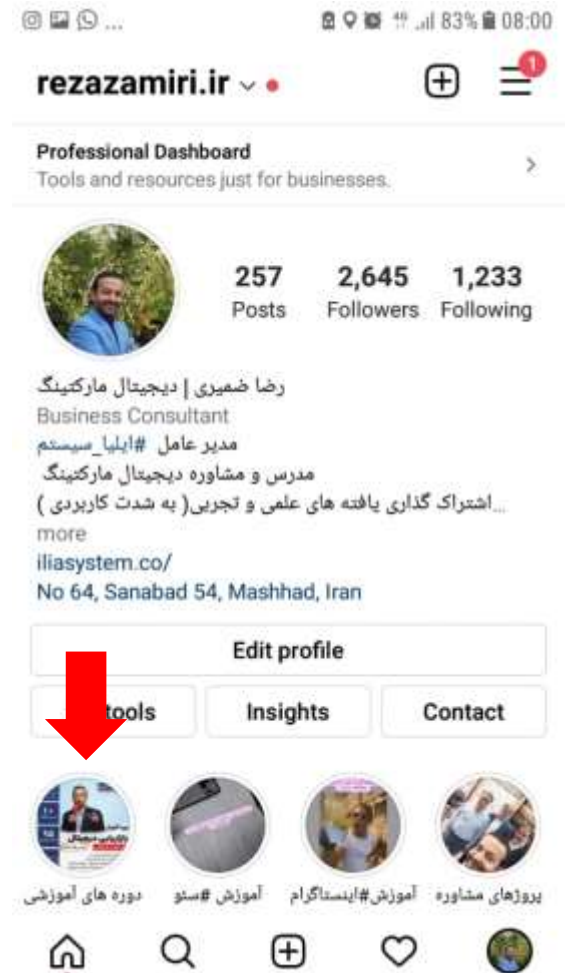 83% 08:00
rezazamiri.ir
1
Professional Dashboard
Tools and resources just for businesses.
257 2,645 1,233
Posts Followers Following
رضا ضمیری | دیجیتال مارکتینگ
Business Consultant
مدیر عامل #ایلیا_سیستم
مدرس و مشاوره دیجیتال مارکتینگ
اشتراک گذاری یافته های علمی و تجربی( به شدت کاربردی )...
more
iliasystem.co/
No 64, Sanabad 54, Mashhad, Iran
Edit profile
tools Insights Contact
بازاریابی دیجیتال
دوره های آموزشی آموزش #سئو آموزش#اینستاگرام پروژهای مشاوره